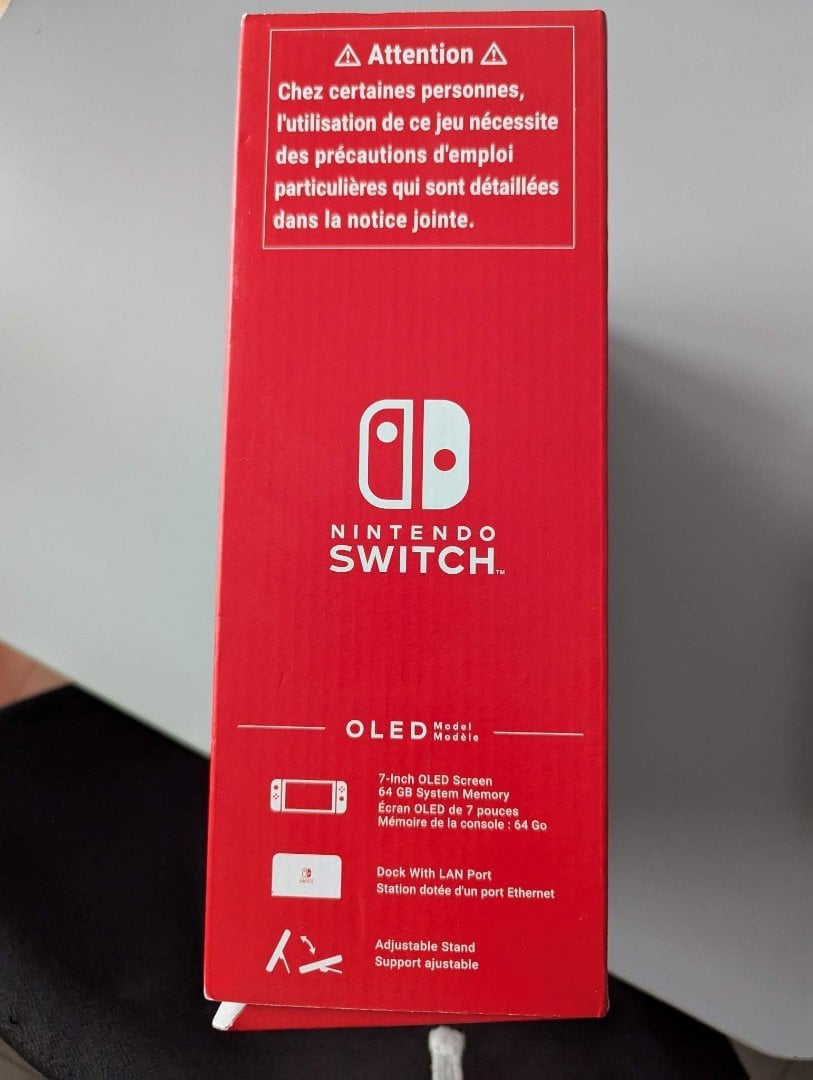 ⚠ Attention ⚠
Chez certaines personnes,
l'utilisation de ce jeu nécessite
des précautions d'emploi
particulières qui sont détaillées
dans la notice jointe.
NINTENDO
SWITCH™
OLED Model
Modèle
7-Inch OLED Screen
64 GB System Memory
Écran OLED de 7 pouces
Mémoire de la console : 64 Go
Dock With LAN Port
Station dotée d'un port Ethernet
Adjustable Stand
Support ajustable